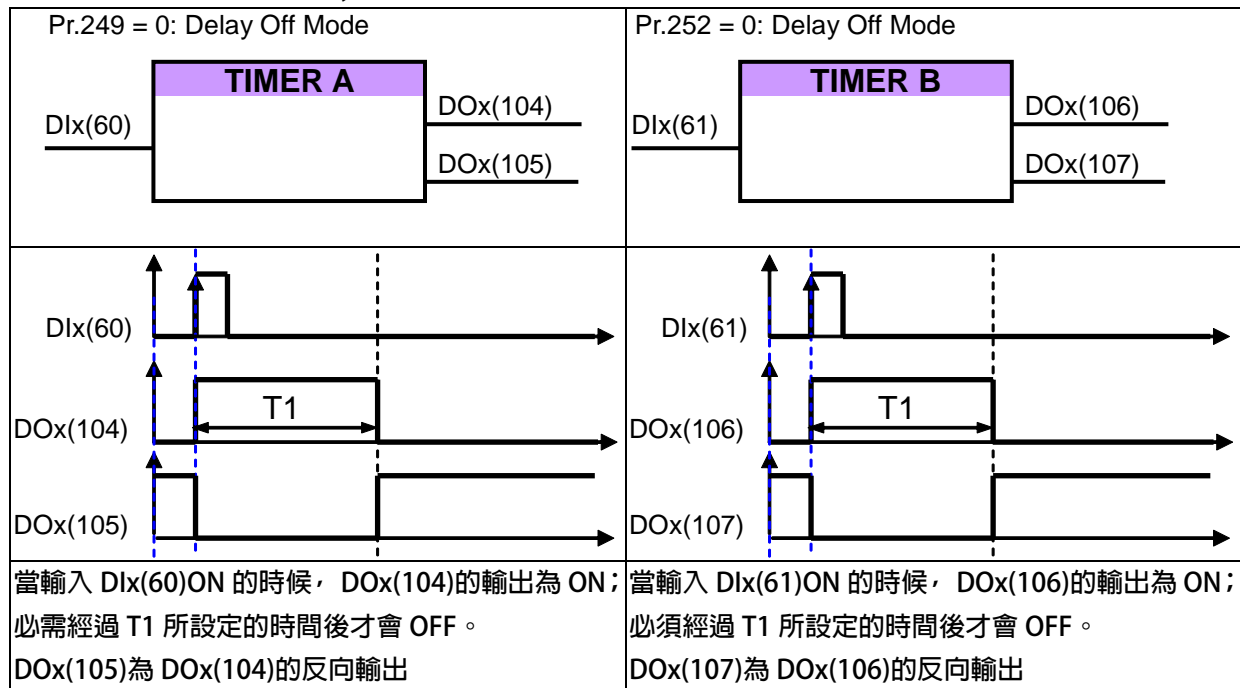 Pr.249 = 0: Delay Off Mode
TIMER A
DIx(60)
DOx(104)
DOx(105)
Pr.252 = 0: Delay Off Mode
TIMER B
DIx(61)
DOx(106)
DOx(107)
DIx(60)
DOx(104)
T1
DOx(105)
DIx(61)
DOx(106)
T1
DOx(107)
當輸入 DIx(60)ON 的時候， DOx(104)的輸出為 ON；
必需經過 T1 所設定的時間後才會 OFF。
DOx(105)為 DOx(104)的反向輸出
當輸入 DIx(61)ON 的時候， DOx(106)的輸出為 ON；
必須經過 T1 所設定的時間後才會 OFF。
DOx(107)為 DOx(106)的反向輸出